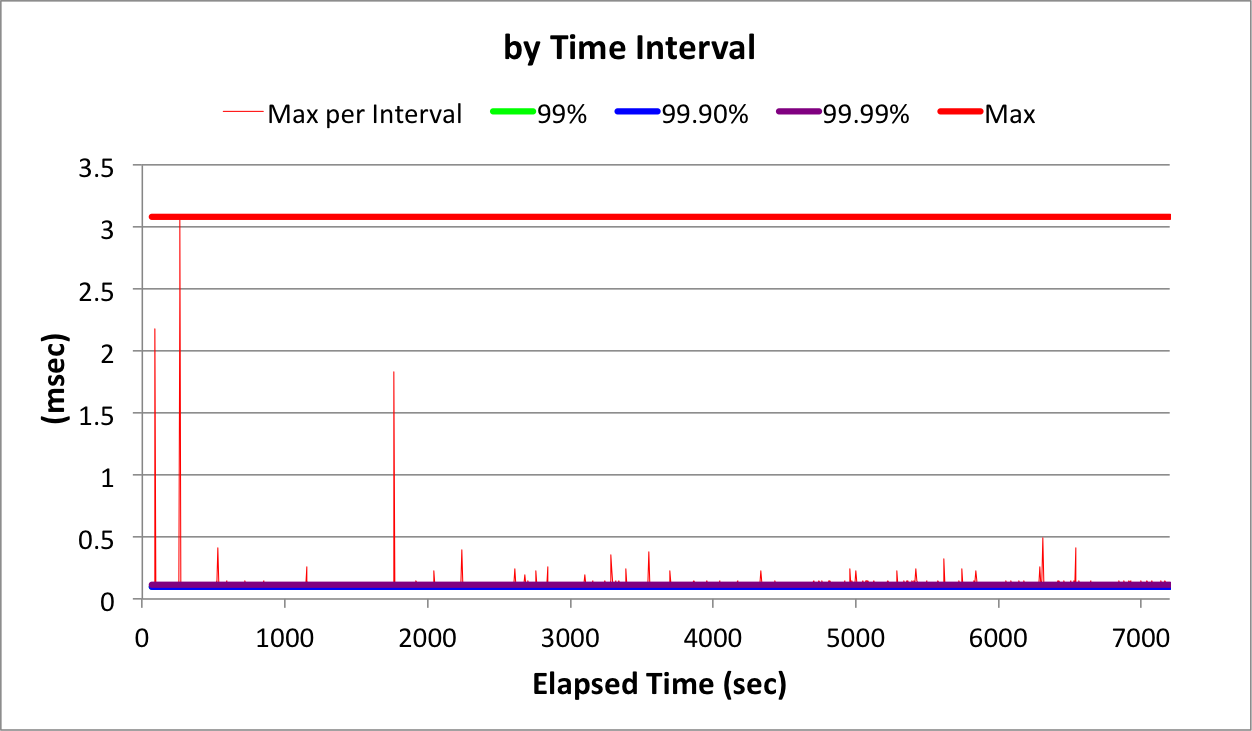 by Time Interval
Max per Interval 99% 99.90% 99.99% Max
3.5
3
2.5
2
1.5
1
0.5
0
(msec)
0 1000 2000 3000 4000 5000 6000 7000
Elapsed Time (sec)